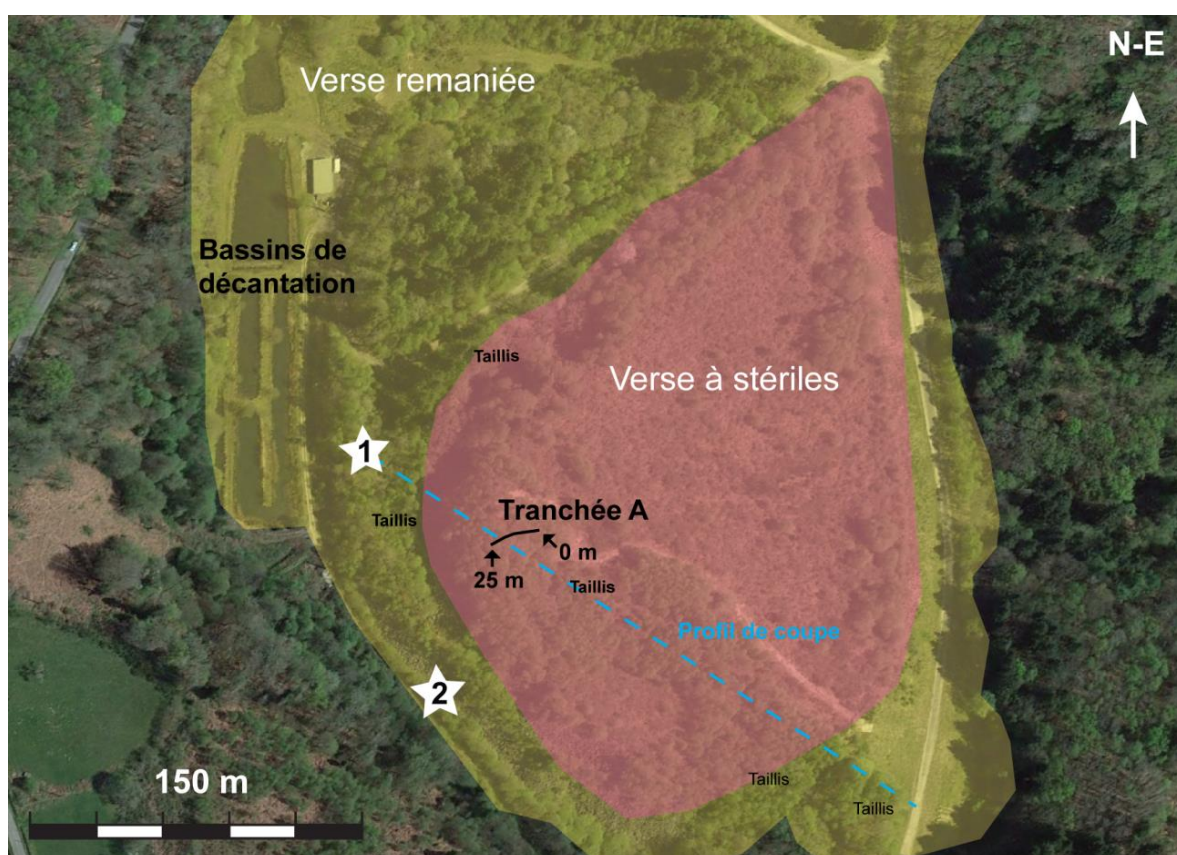 N-E
Verse remaniée
Bassins de
décantation
Taillis
Verse à stériles
1
Taillis
Tranchée A
0 m
25 m
Taillis
Profil de coupe
2
150 m
Taillis
Taillis